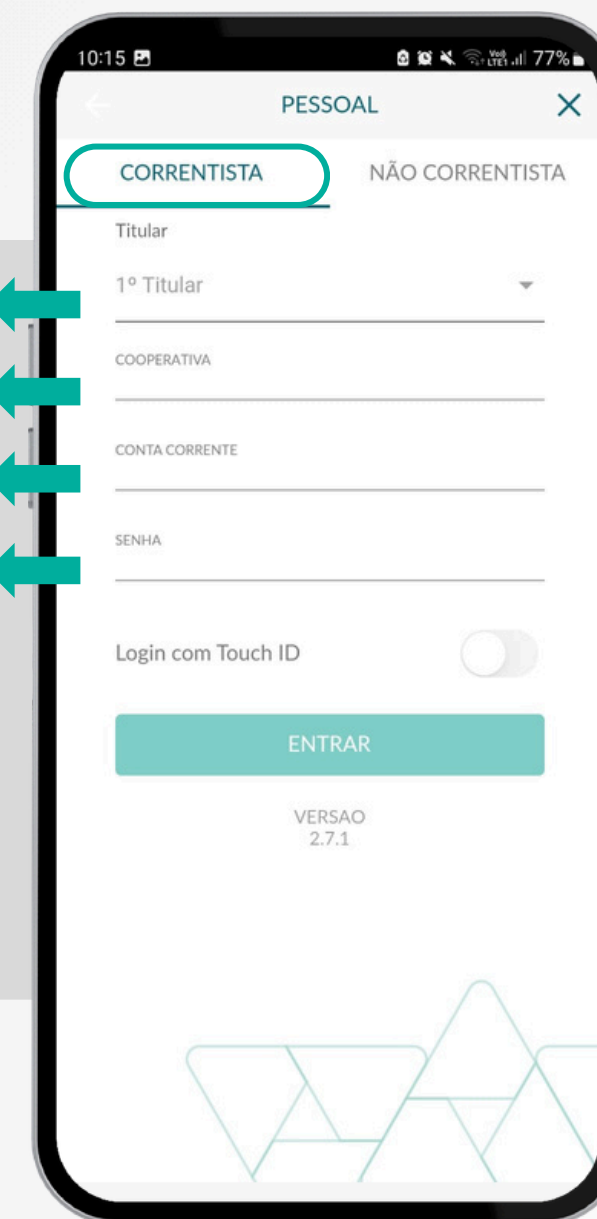 10:15 77%
PESSOAL
CORRENTISTA NÃO CORRENTISTA
Titular
1º Titular
COOPERATIVA
CONTA CORRENTE
SENHA
Login com Touch ID
ENTRAR
VERSAO
2.7.1